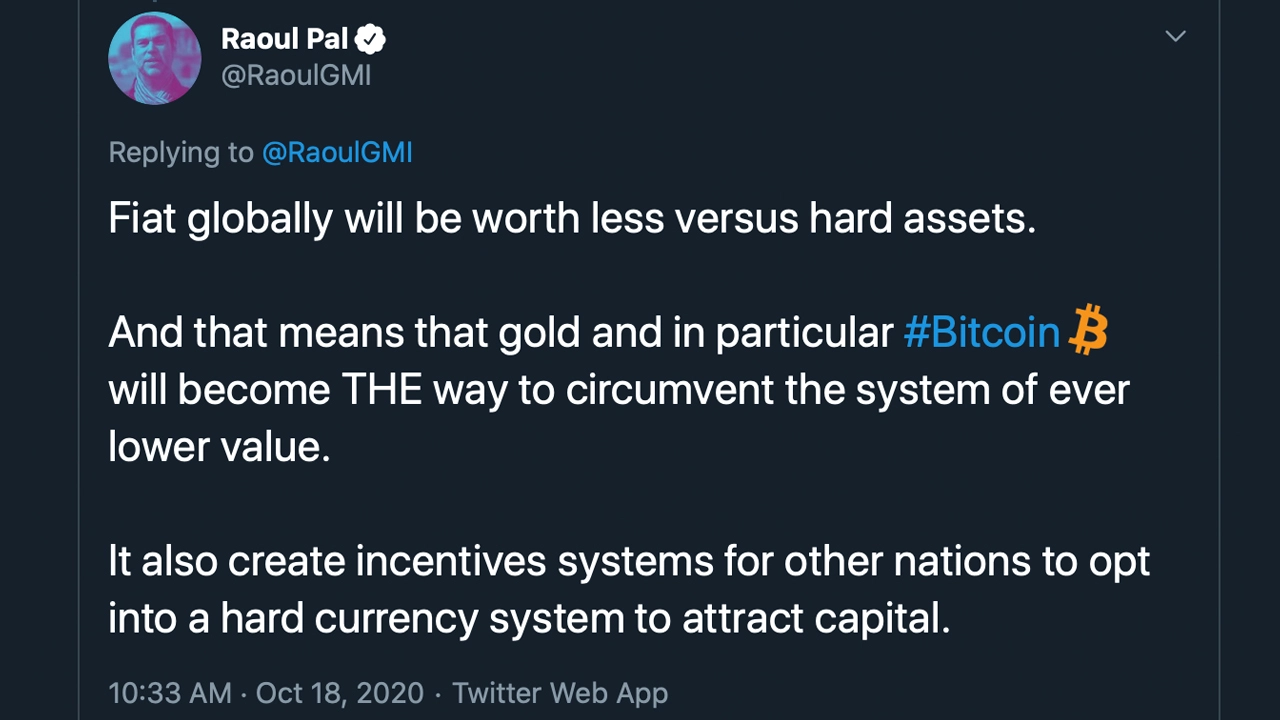 Raoul Pal
@RaoulGMI
Replying to @RaoulGMI
Fiat globally will be worth less versus hard assets.
And that means that gold and in particular #Bitcoin
will become THE way to circumvent the system of ever
lower value.
It also create incentives systems for other nations to opt
into a hard currency system to attract capital.
10:33 AM · Oct 18, 2020 · Twitter Web App